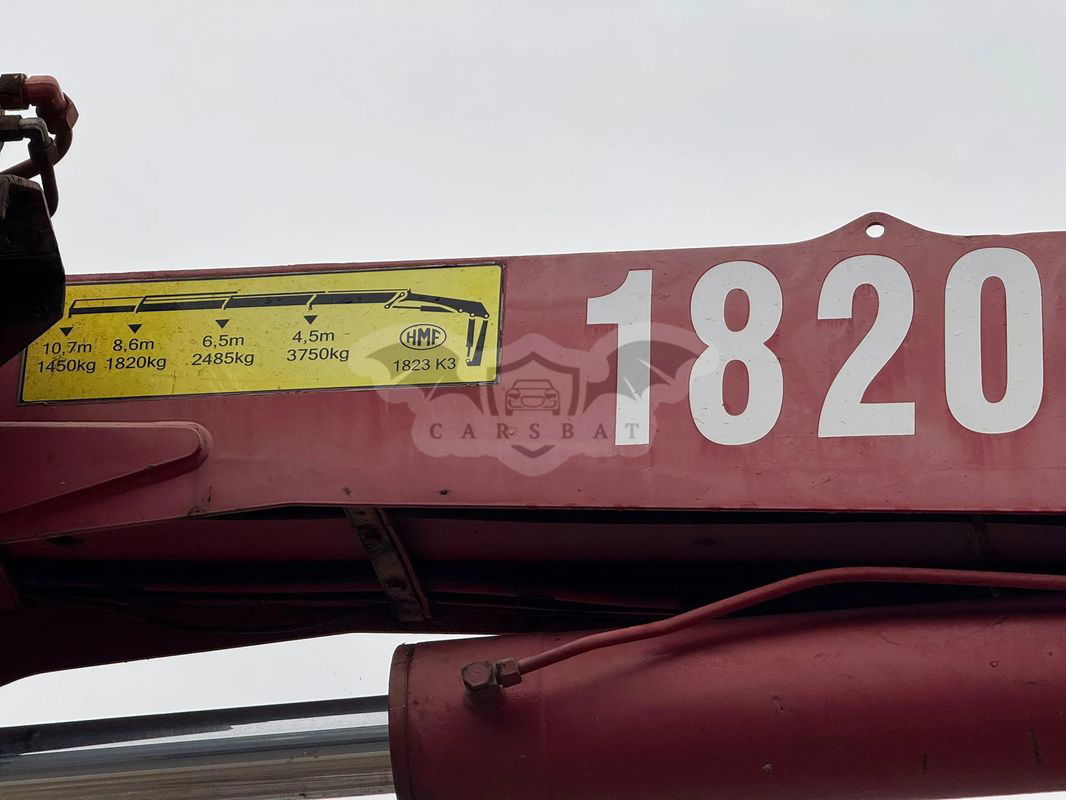 10,7m 8,6m 6,5m 4,5m
1450kg 1820kg 2485kg 3750kg
HMF
1823 K3
1820
CARSBAT